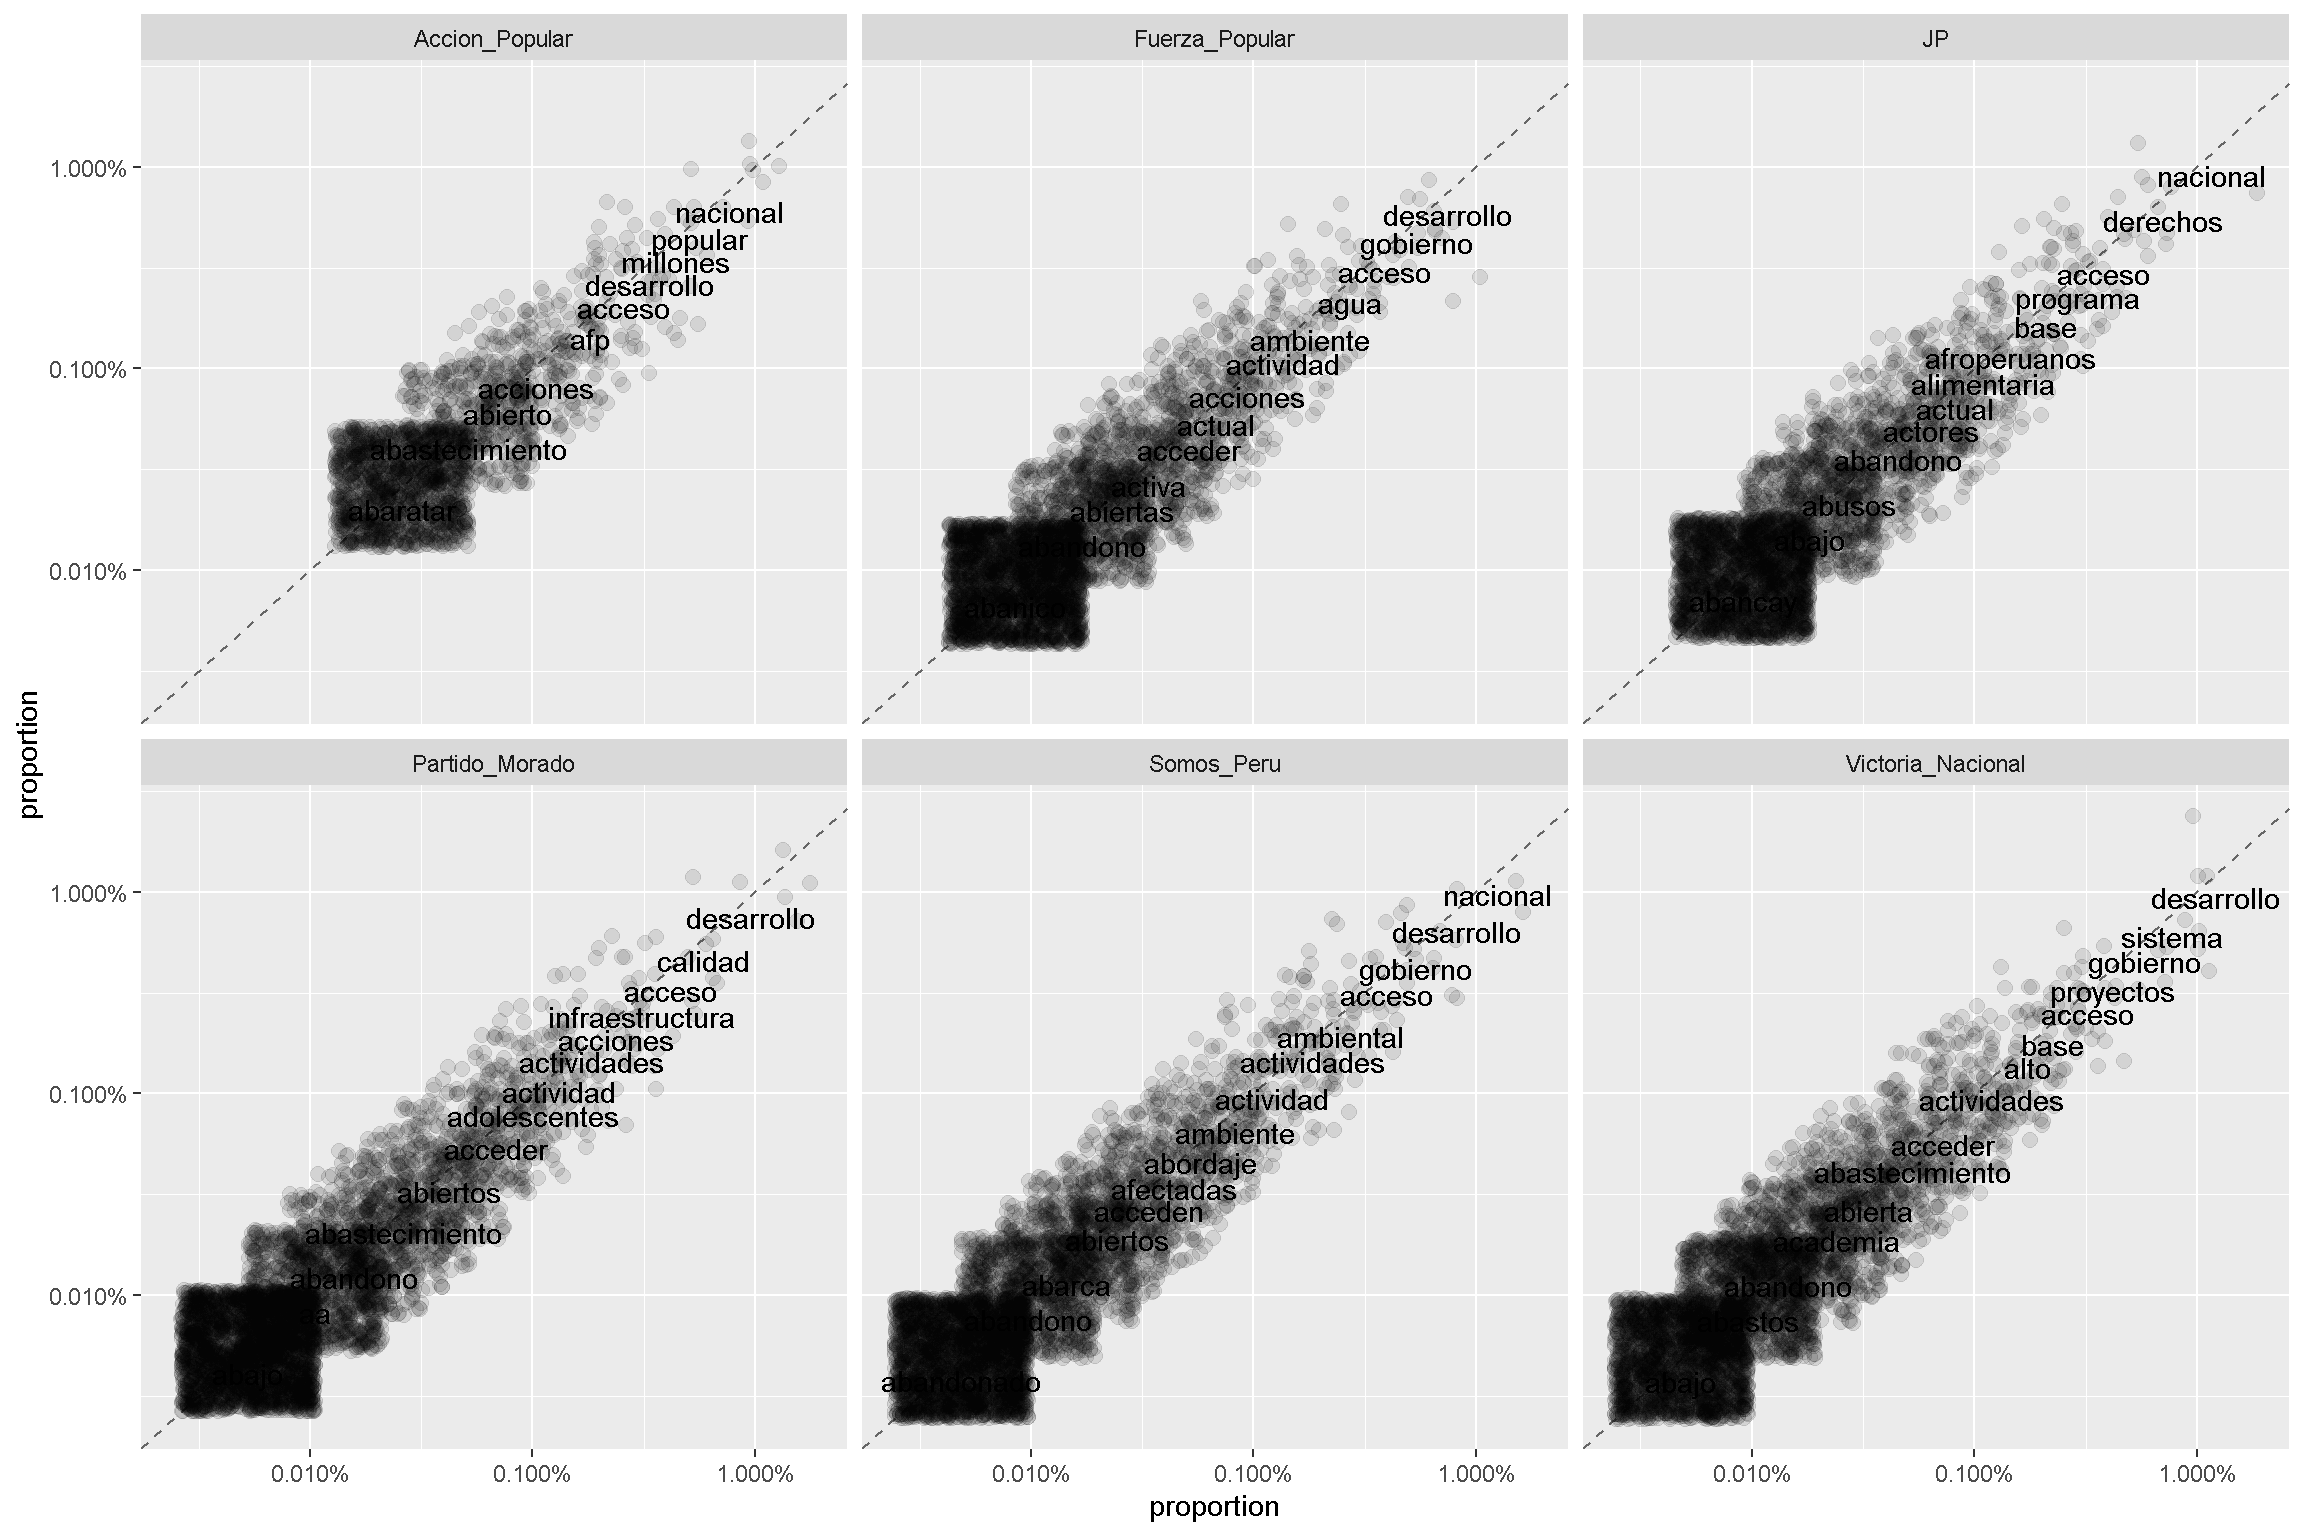 Accion_Popular
Fuerza_Popular
JP
1.000%
0.100%
0.010%
nacional
popular
millones
desarrollo
acceso
afp
acciones
abierto
abastecimiento
abaratar
desarrollo
gobierno
acceso
agua
ambiente
actividad
acciones
actual
acceder
activa
abiertas
abandono
abanico
nacional
derechos
acceso
programa
base
afroperuanos
alimentaria
actual
actores
abandono
abusos
abajo
abancay
proportion
Partido_Morado
Somos_Peru
Victoria_Nacional
1.000%
0.100%
0.010%
desarrollo
calidad
acceso
infraestructura
acciones
actividades
actividad
adolescentes
acceder
abiertos
abastecimiento
abandono
aa
abajo
nacional
desarrollo
gobierno
acceso
ambiental
actividades
actividad
ambiente
abordaje
afectadas
acceden
abiertos
abarca
abandono
abandonado
desarrollo
sistema
gobierno
proyectos
acceso
base
alto
actividades
acceder
abastecimiento
abierta
academia
abandono
abastos
abajo
0.010%
0.100%
1.000%
0.010%
0.100%
1.000%
0.010%
0.100%
1.000%
proportion